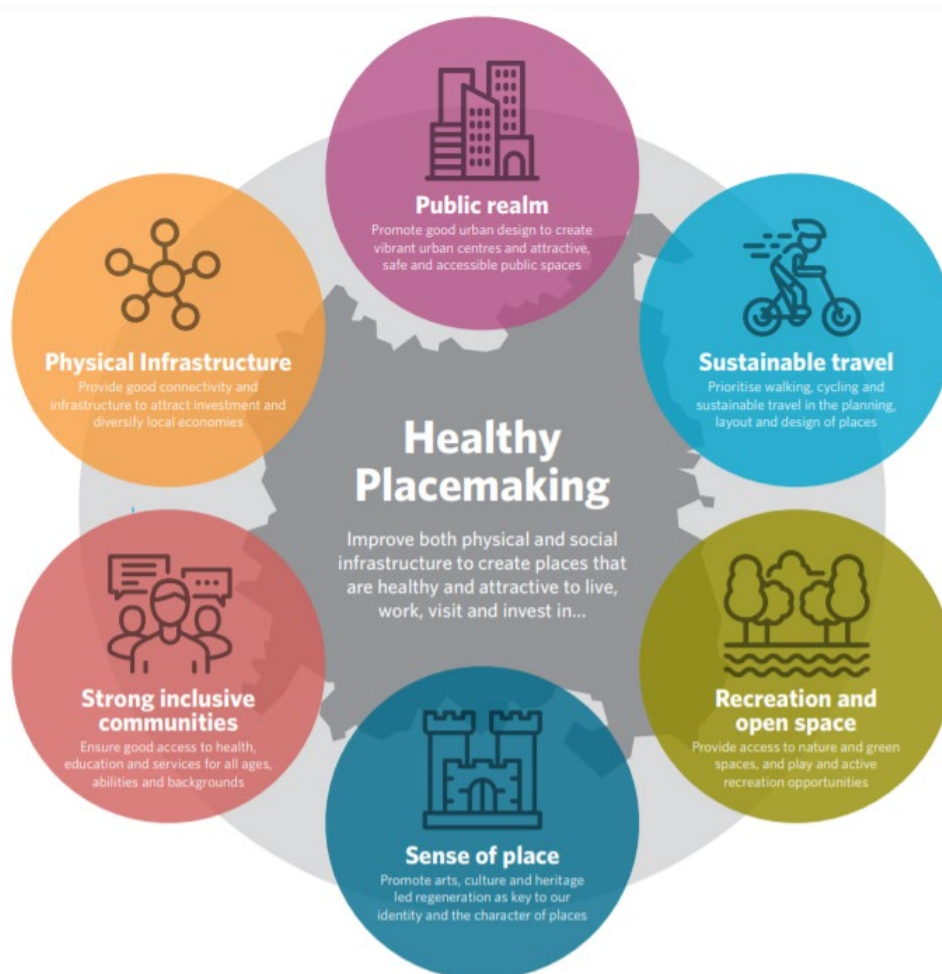 Public realm
Promote good urban design to create
vibrant urban centres and attractive,
safe and accessible public spaces
Physical Infrastructure
Provide good connectivity and
infrastructure to attract investment and
diversify local economies
Sustainable travel
Prioritise walking, cycling and
sustainable travel in the planning,
layout and design of places
Healthy
Placemaking
Improve both physical and social
infrastructure to create places that
are healthy and attractive to live,
work, visit and invest in...
Strong inclusive
communities
Ensure good access to health,
education and services for all ages,
abilities and backgrounds
Recreation and
open space
Provide access to nature and green
spaces, and play and active
recreation opportunities
Sense of place
Promote arts, culture and heritage
led regeneration as key to our
identity and the character of places